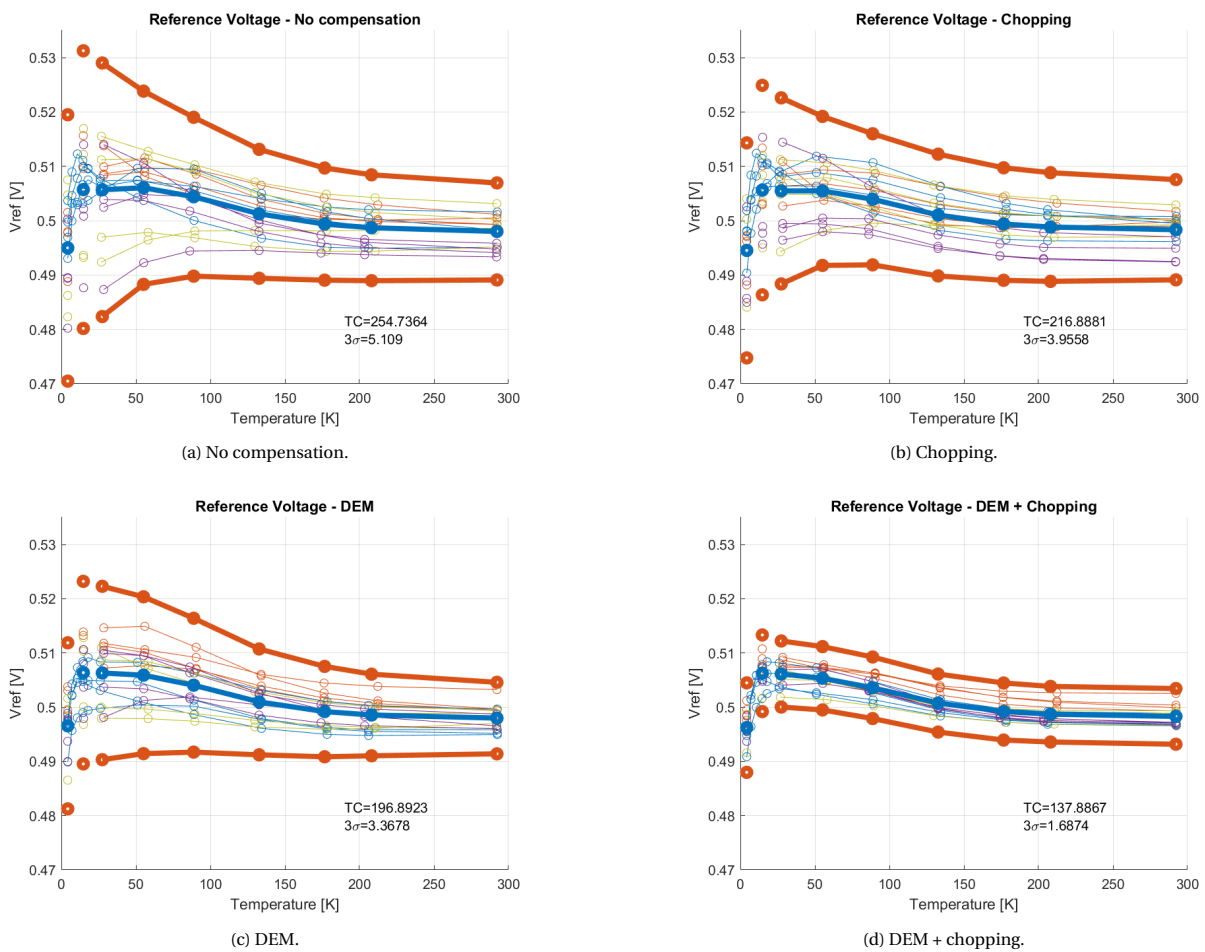 Reference Voltage - No compensation
0.53
0.52
0.51
0.5
0.49
0.48
0.47
Vref [V]
TC=254.7364
3σ=5.109
0 50 100 150 200 250 300
Temperature [K]
(a) No compensation.
Reference Voltage - Chopping
0.53
0.52
0.51
0.5
0.49
0.48
0.47
Vref [V]
TC=216.8881
3σ=3.9558
0 50 100 150 200 250 300
Temperature [K]
(b) Chopping.
Reference Voltage - DEM
0.53
0.52
0.51
0.5
0.49
0.48
0.47
Vref [V]
TC=196.8923
3σ=3.3678
0 50 100 150 200 250 300
Temperature [K]
(c) DEM.
Reference Voltage - DEM + Chopping
0.53
0.52
0.51
0.5
0.49
0.48
0.47
Vref [V]
TC=137.8867
3σ=1.6874
0 50 100 150 200 250 300
Temperature [K]
(d) DEM + chopping.